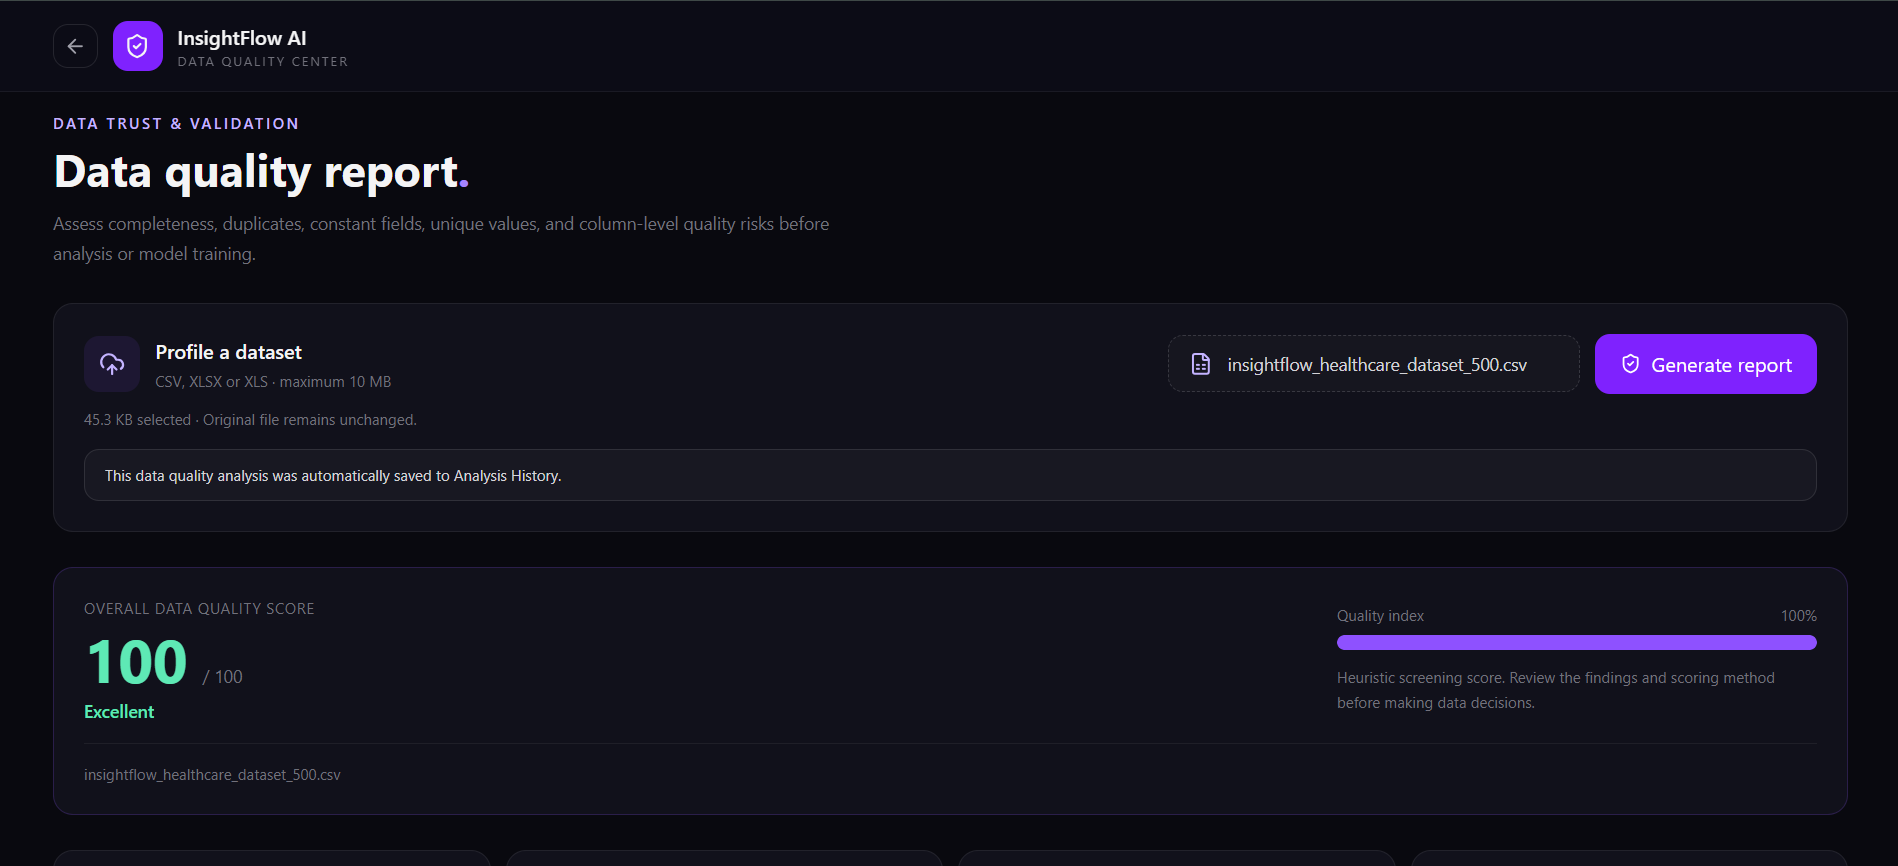 InsightFlow AI
DATA QUALITY CENTER
DATA TRUST & VALIDATION
Data quality report.
Assess completeness, duplicates, constant fields, unique values, and column-level quality risks before
analysis or model training.
Profile a dataset
CSV, XLSX or XLS · maximum 10 MB
insightflow_healthcare_dataset_500.csv
Generate report
45.3 KB selected · Original file remains unchanged.
This data quality analysis was automatically saved to Analysis History.
OVERALL DATA QUALITY SCORE
100 / 100
Excellent
Quality index 100%
Heuristic screening score. Review the findings and scoring method
before making data decisions.
insightflow_healthcare_dataset_500.csv